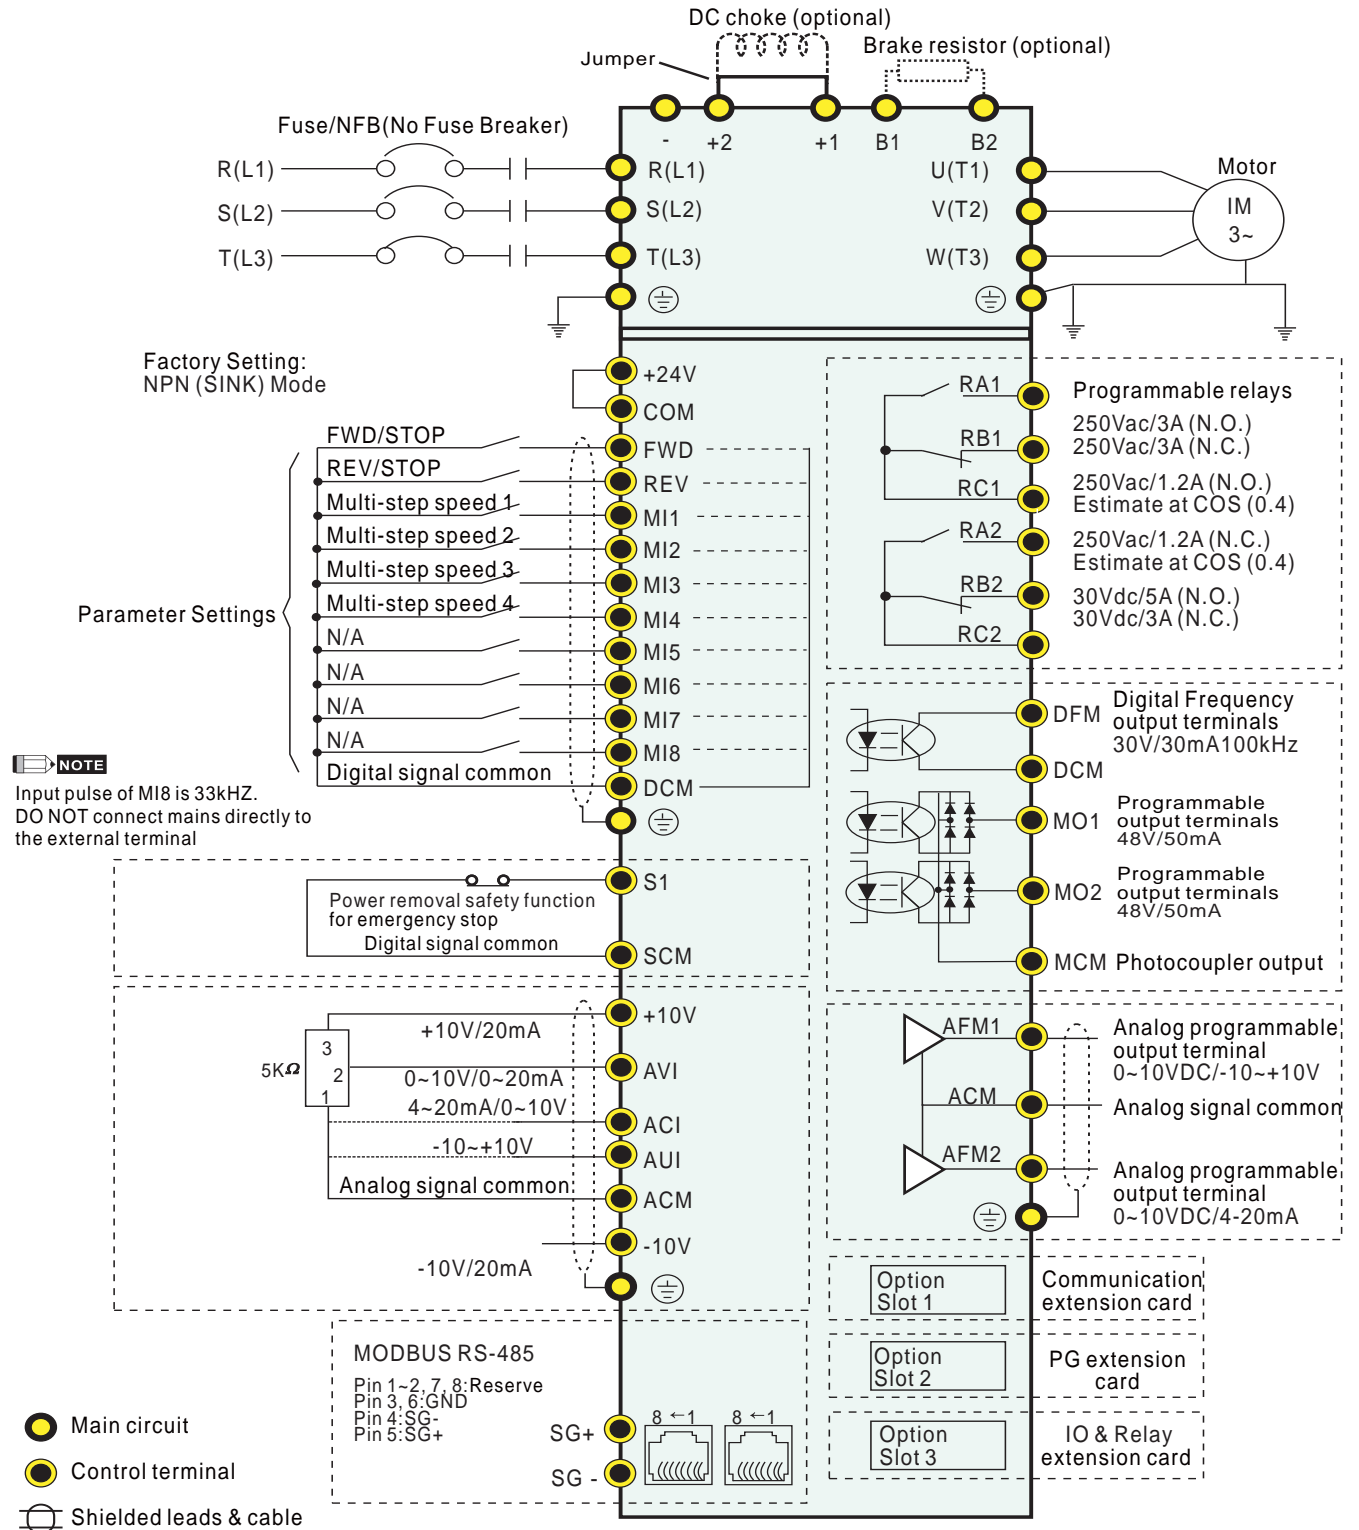 DC choke (optional)
Jumper
Brake resistor (optional)
Fuse/NFB(No Fuse Breaker)
- +2 +1 B1 B2
R(L1) R(L1) U(T1) Motor
S(L2) S(L2) V(T2) IM
3~
T(L3) T(L3) W(T3)
Factory Setting:
NPN (SINK) Mode
+24V
COM
FWD/STOP FWD
REV/STOP REV
Multi-step speed 1 MI1
Multi-step speed 2 MI2
Multi-step speed 3 MI3
Multi-step speed 4 MI4
Parameter Settings
N/A MI5
N/A MI6
N/A MI7
N/A MI8
Digital signal common DCM
NOTE
Input pulse of MI8 is 33kHZ.
DO NOT connect mains directly to
the external terminal
RA1 Programmable relays
250Vac/3A (N.O.)
RB1 250Vac/3A (N.C.)
RC1 250Vac/1.2A (N.O.)
Estimate at COS (0.4)
RA2 250Vac/1.2A (N.C.)
Estimate at COS (0.4)
RB2 30Vdc/5A (N.O.)
30Vdc/3A (N.C.)
RC2
DFM Digital Frequency
output terminals
30V/30mA100kHz
DCM
MO1 Programmable
output terminals
48V/50mA
MO2 Programmable
output terminals
48V/50mA
MCM Photocoupler output
S1
Power removal safety function
for emergency stop
Digital signal common
SCM
+10V
+10V/20mA
3
5KΩ 2
1
AVI
0~10V/0~20mA
4~20mA/0~10V
ACI
-10~+10V
AUI
Analog signal common
ACM
-10V
-10V/20mA
AFM1 Analog programmable
output terminal
0~10VDC/-10~+10V
ACM Analog signal common
AFM2 Analog programmable
output terminal
0~10VDC/4-20mA
Option
Slot 1
Communication
extension card
Option
Slot 2
PG extension
card
Option
Slot 3
IO & Relay
extension card
MODBUS RS-485
Pin 1~2, 7, 8:Reserve
Pin 3, 6:GND
Pin 4:SG-
Pin 5:SG+
SG+ 8 ←1 8 ←1
SG -
Main circuit
Control terminal
Shielded leads & cable